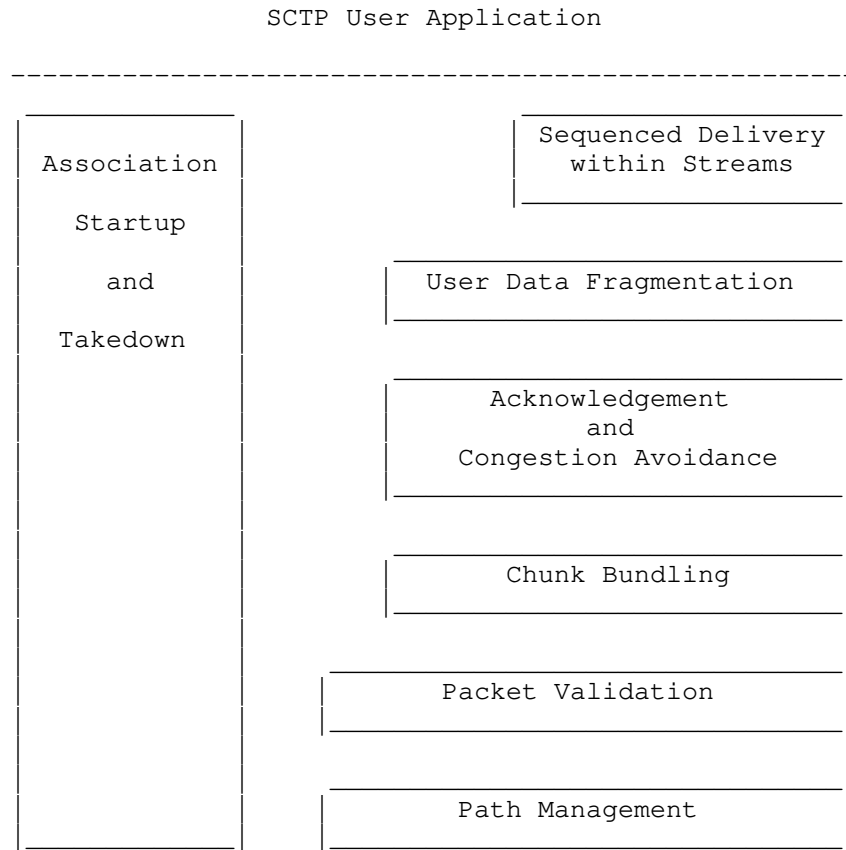 SCTP User Application
Association
Startup
and
Takedown
Sequenced Delivery
within Streams
User Data Fragmentation
Acknowledgement
and
Congestion Avoidance
Chunk Bundling
Packet Validation
Path Management